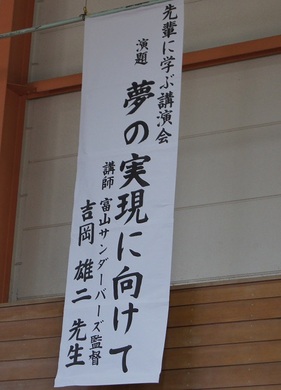 先輩に学ぶ講演会
演題 夢の実現に向けて
講師 富山サンダーバーズ監督
吉岡 雄二 先生